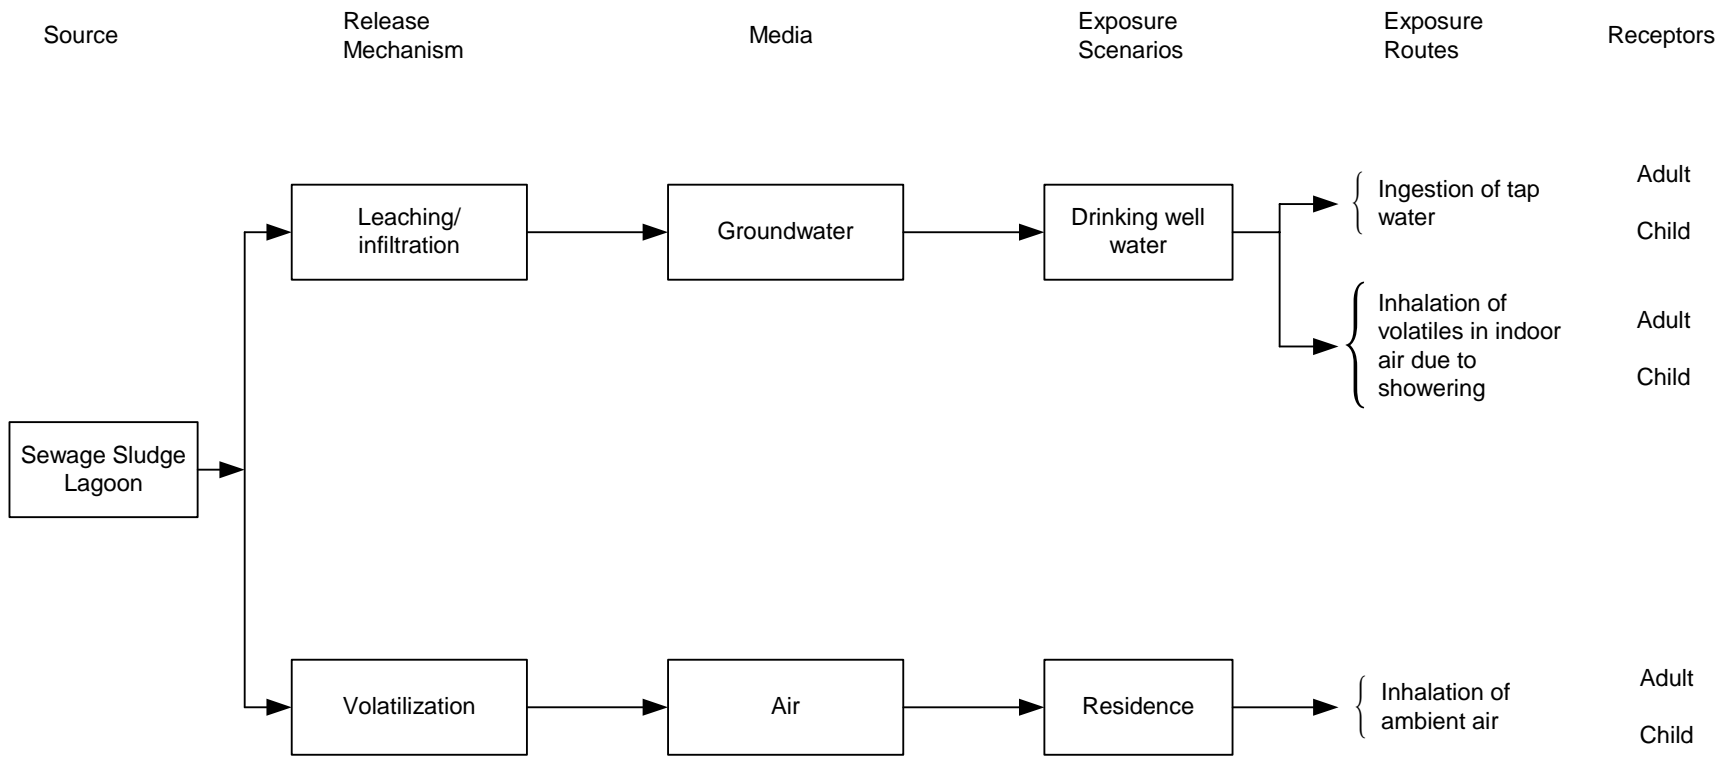 Source
Release
Mechanism
Media
Exposure
Scenarios
Exposure
Routes
Receptors
Leaching/
infiltration
Groundwater
Drinking well
water
Ingestion of tap
water
Adult
Child
Inhalation of
volatiles in indoor
air due to
showering
Adult
Child
Sewage Sludge
Lagoon
Volatilization
Air
Residence
Inhalation of
ambient air
Adult
Child